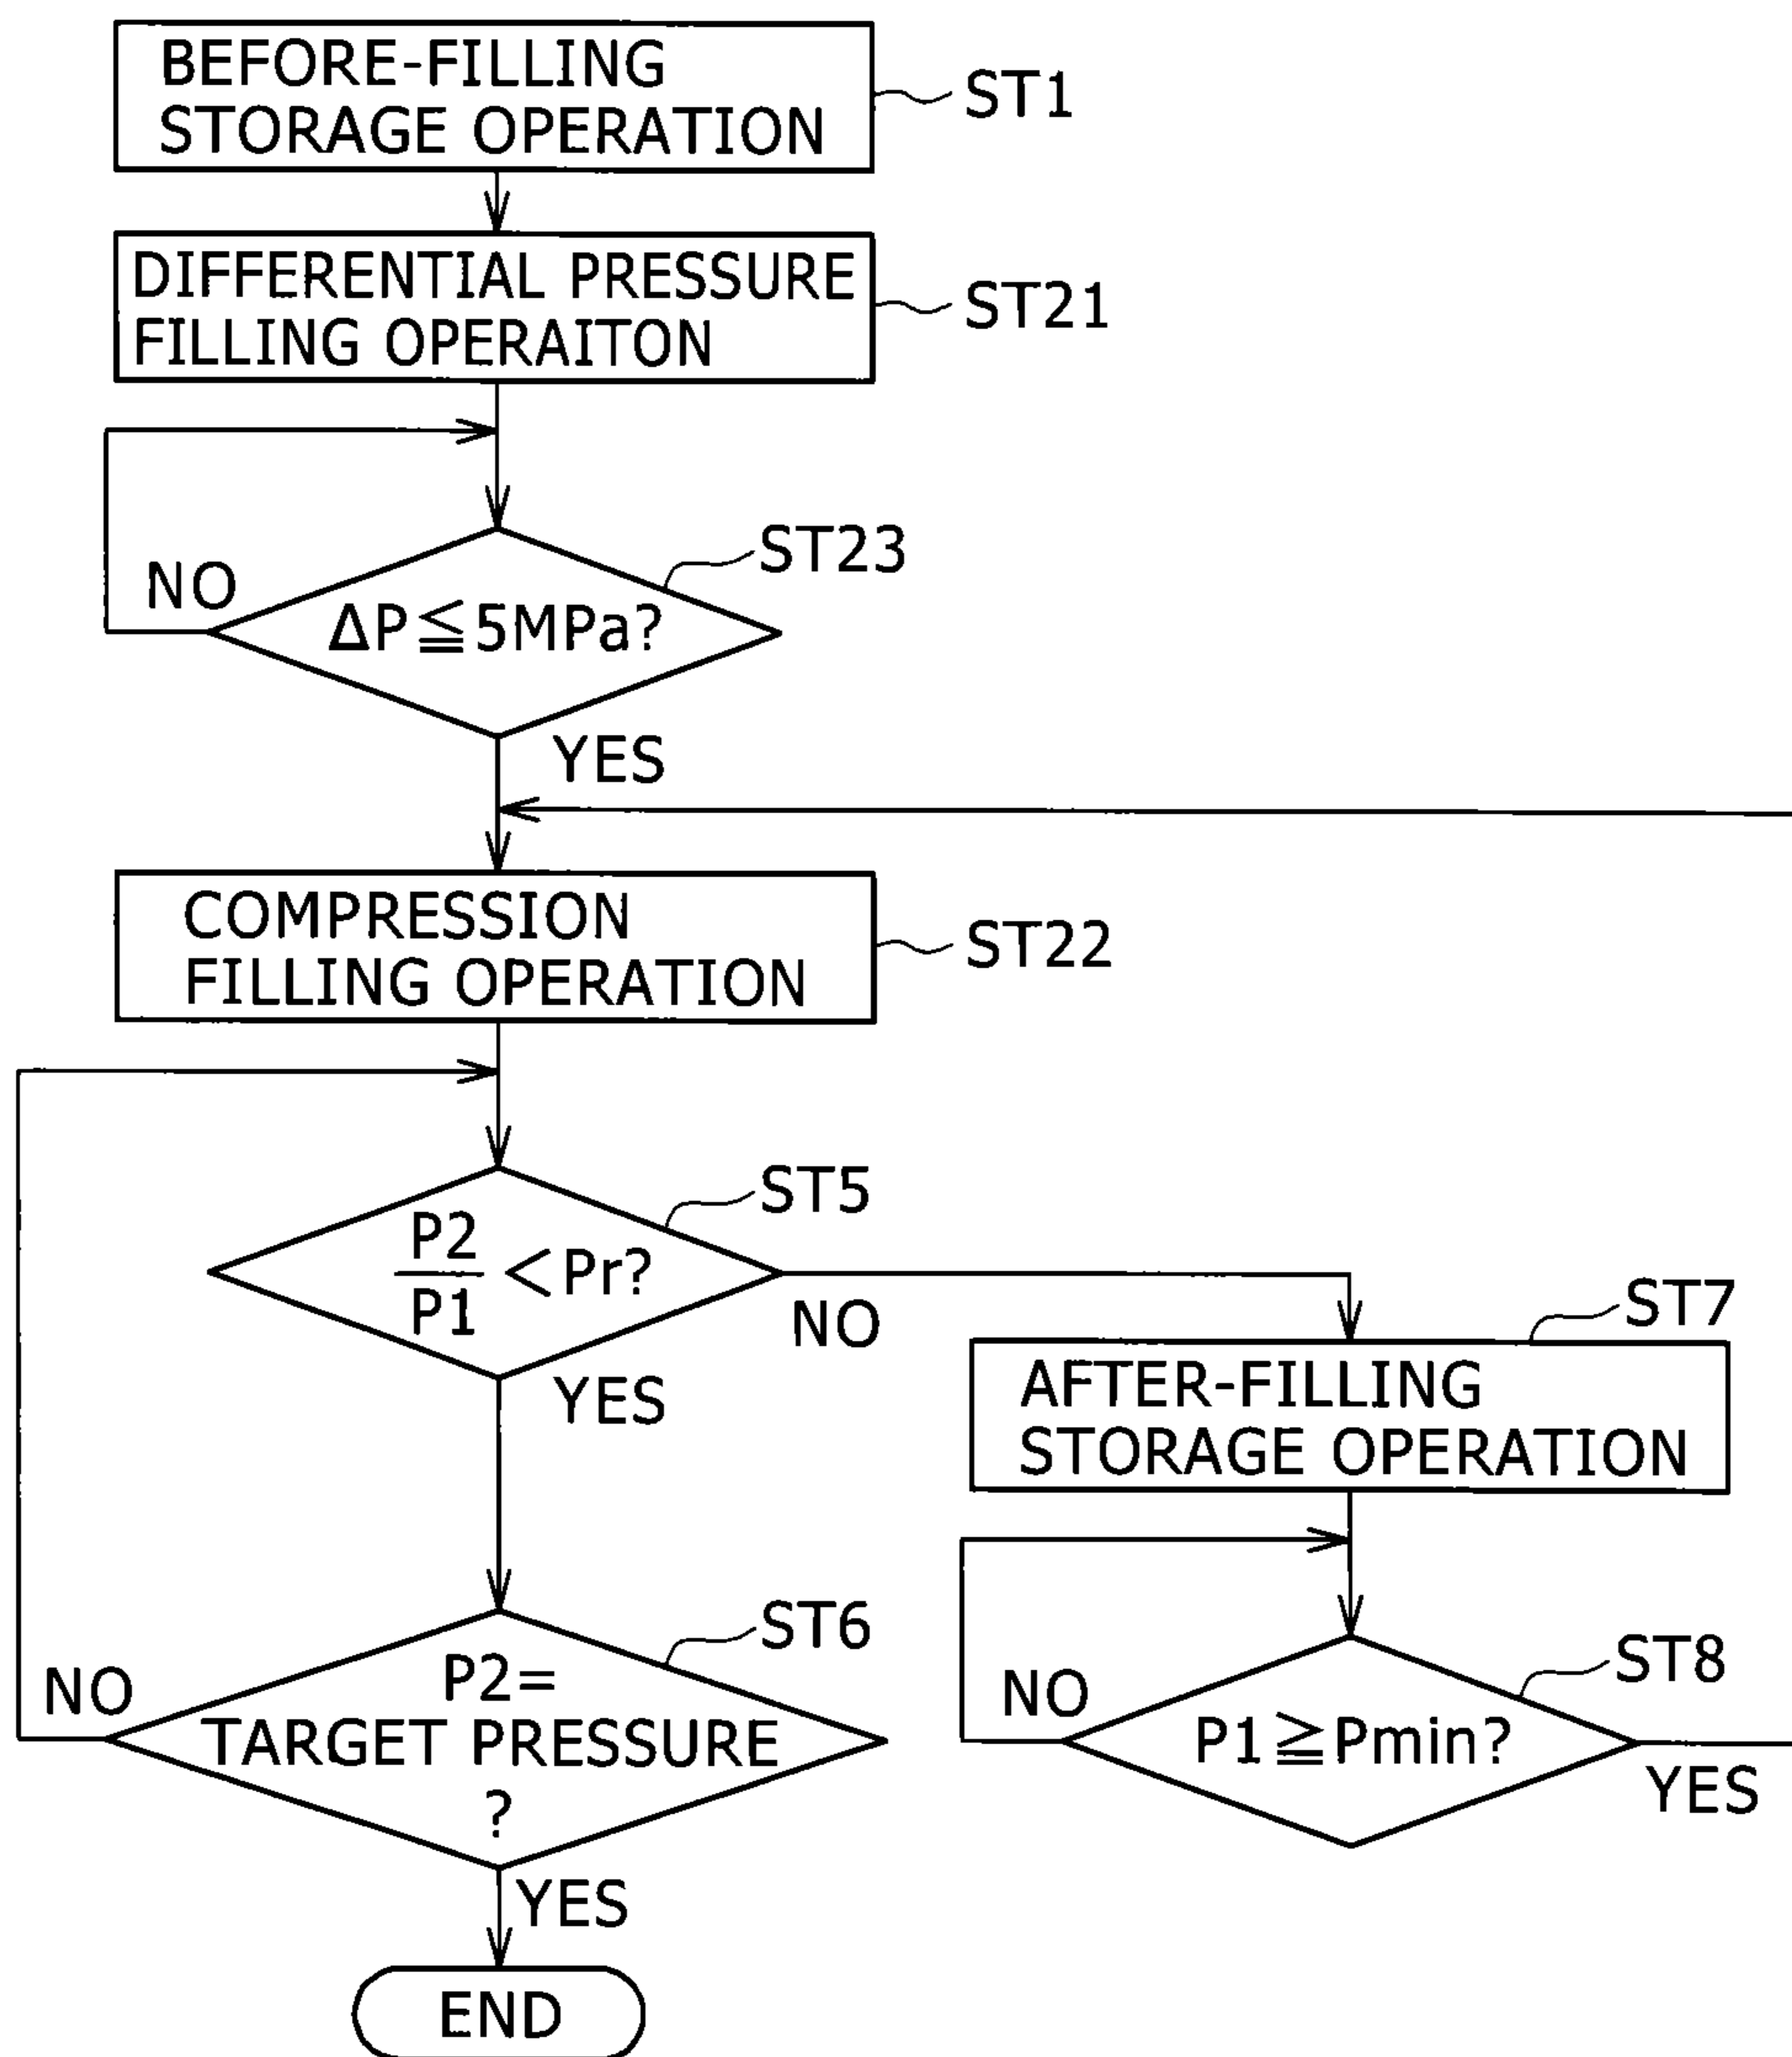 BEFORE-FILLING
STORAGE OPERATION
ST1
DIFFERENTIAL PRESSURE
FILLING OPERAITON
ST21
ST23
NO
ΔP≦5MPa?
YES
COMPRESSION
FILLING OPERATION
ST22
ST5
P2
P1
<Pr?
NO
YES
ST7
AFTER-FILLING
STORAGE OPERATION
ST6
NO
P2=
TARGET PRESSURE
?
YES
ST8
NO
P1≧Pmin?
YES
END